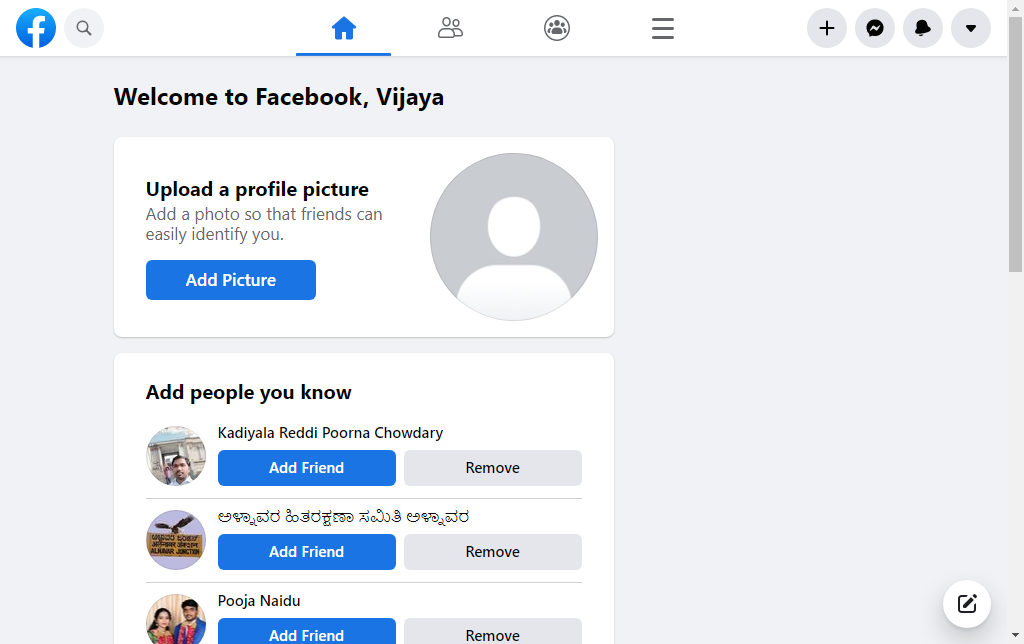 Welcome to Facebook, Vijaya
Upload a profile picture
Add a photo so that friends can
easily identify you.
Add Picture
Add people you know
Kadiyala Reddi Poorna Chowdary
Add Friend
Remove
ಅಳ್ನಾವರ ಹಿತರಕ್ಷಣಾ ಸಮಿತಿ ಅಳ್ನಾವರ
ALNAVAR JUNCTION
Add Friend
Remove
Pooja Naidu
Add Friend
Remove